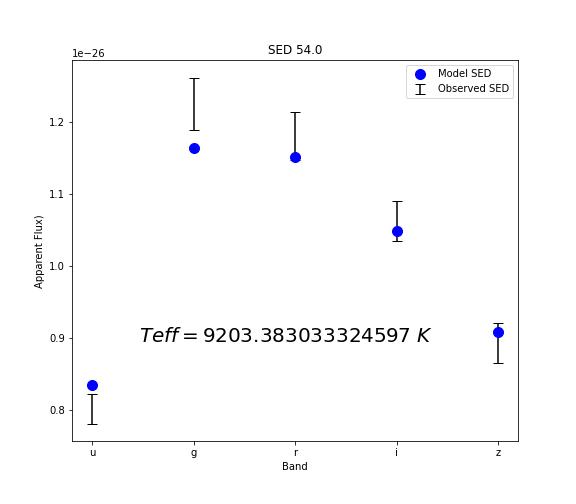 SED 54.0
1e−26
Model SED
Observed SED
1.2
1.1
1.0
0.9
0.8
Apparent Flux)
Teff = 9203.383033324597 K
u g r i z
Band